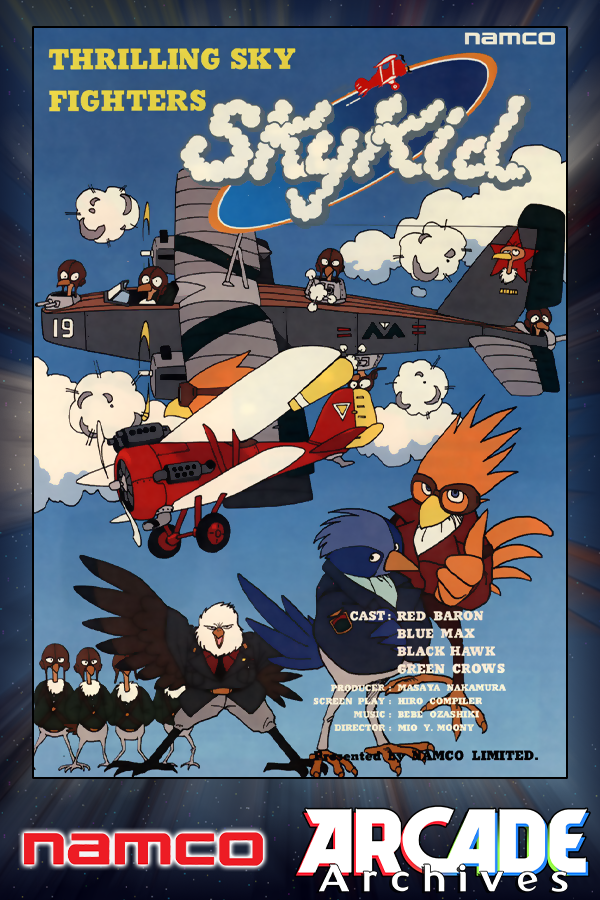 namco
THRILLING SKY
FIGHTERS
SkyKid
19
CAST: RED BARON
BLUE MAX
BLACK HAWK
GREEN CROWS
PRODUCER: MASAYA NAKAMURA
SCREEN PLAY: HIRO COMPILER
MUSIC: BEBE OZASHIKI
DIRECTOR: MIO Y. MOONY
Presented by NAMCO LIMITED.
namco
ARCADE
Archives